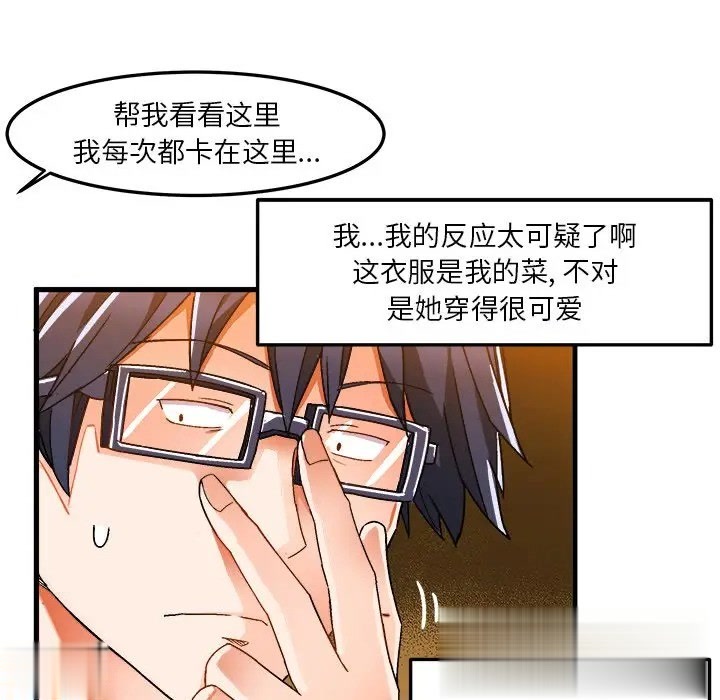 帮我看看这里
我每次都卡在这里...
我...我的反应太可疑了啊
这衣服是我的菜, 不对
是她穿得很可爱